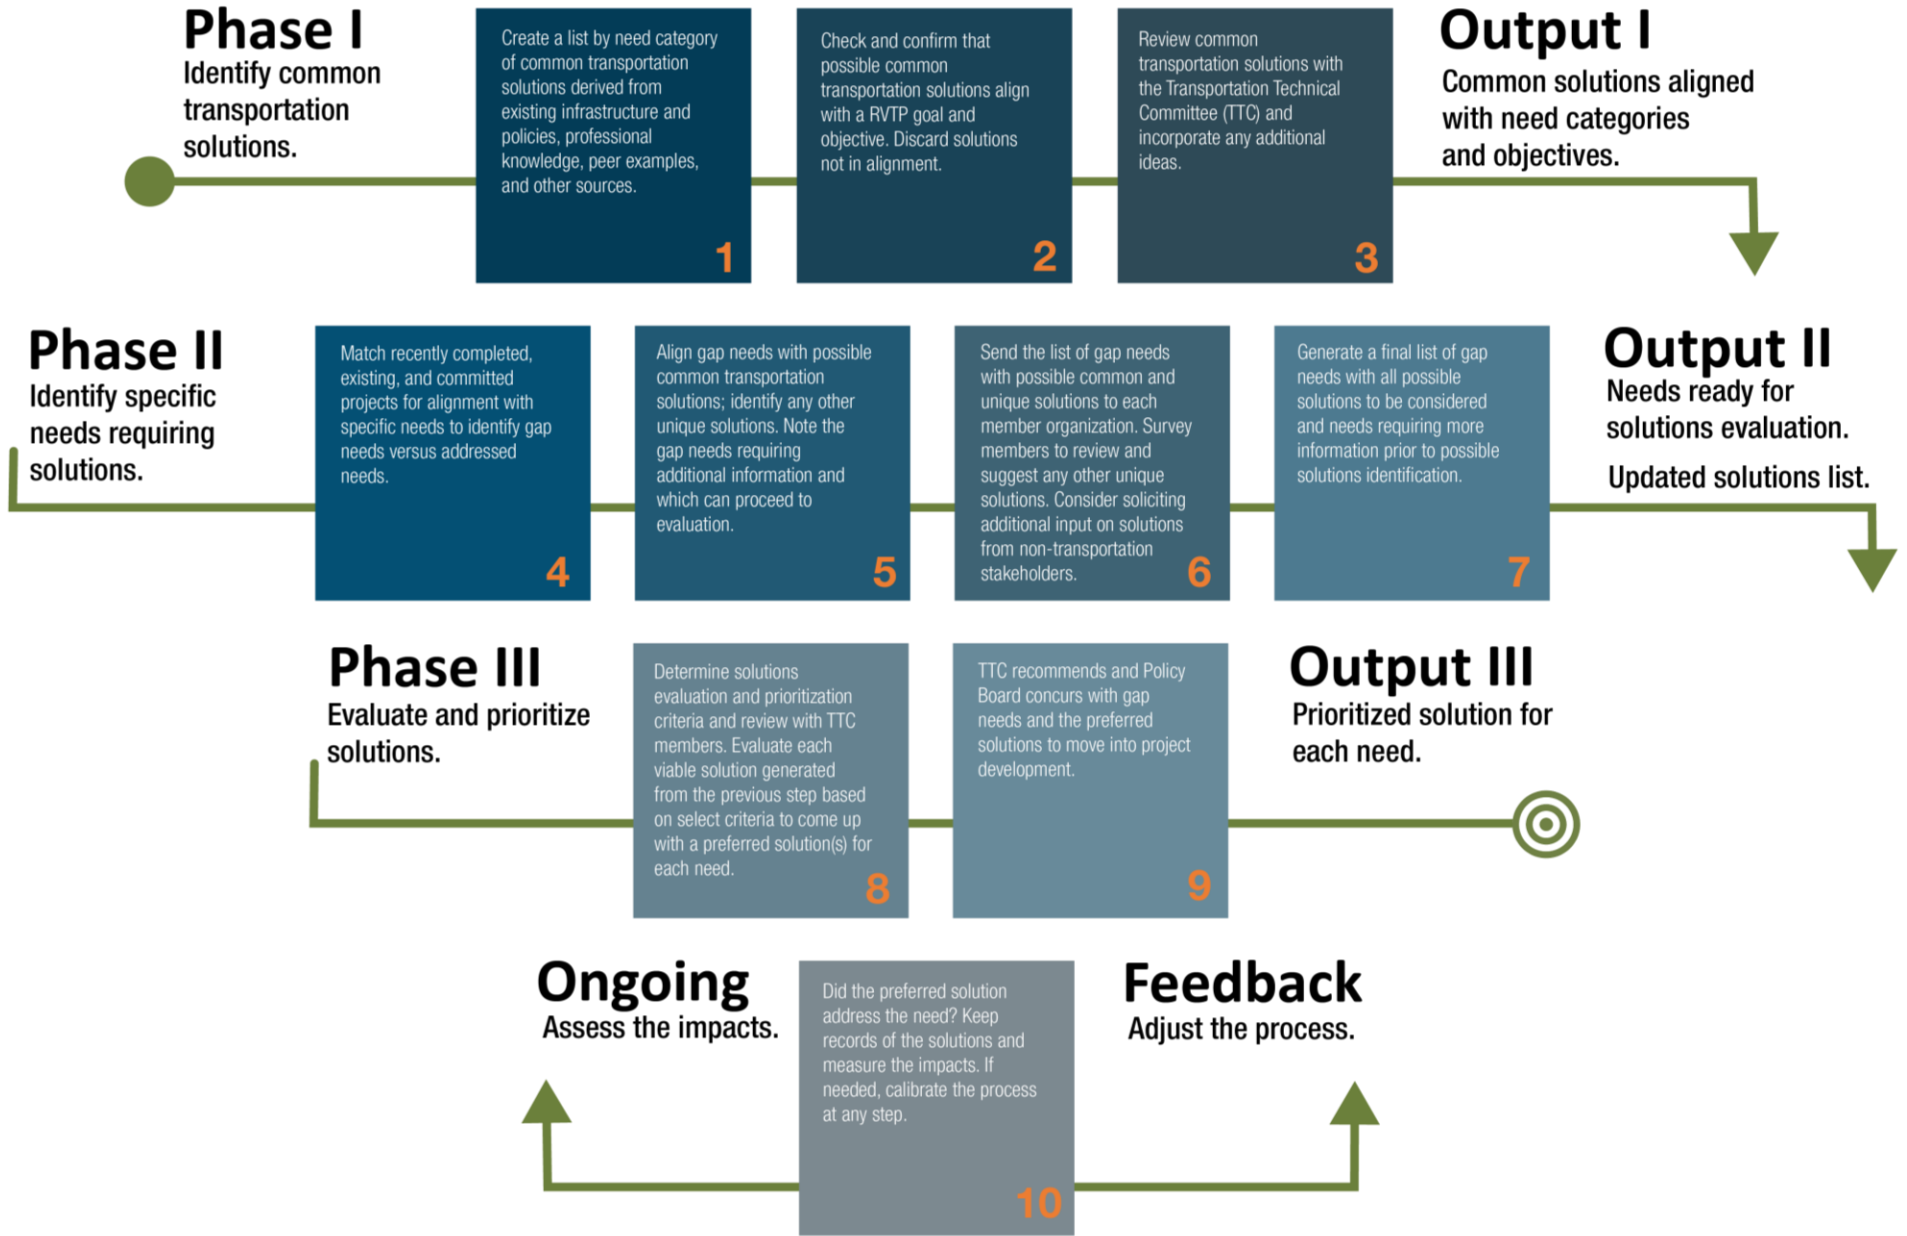 Phase I
Identify common
transportation
solutions.
Create a list by need category
of common transportation
solutions derived from
existing infrastructure and
policies, professional
knowledge, peer examples,
and other sources.
1
Check and confirm that
possible common
transportation solutions align
with a RVTP goal and
objective. Discard solutions
not in alignment.
2
Review common
transportation solutions with
the Transportation Technical
Committee (TTC) and
incorporate any additional
ideas.
3
Output I
Common solutions aligned
with need categories
and objectives.
Phase II
Identify specific
needs requiring
solutions.
Match recently completed,
existing, and committed
projects for alignment with
specific needs to identify gap
needs versus addressed
needs.
4
Align gap needs with possible
common transportation
solutions; identify any other
unique solutions. Note the
gap needs requiring
additional information and
which can proceed to
evaluation.
5
Send the list of gap needs
with possible common and
unique solutions to each
member organization. Survey
members to review and
suggest any other unique
solutions. Consider soliciting
additional input on solutions
from non-transportation
stakeholders.
6
Generate a final list of gap
needs with all possible
solutions to be considered
and needs requiring more
information prior to possible
solutions identification.
7
Output II
Needs ready for
solutions evaluation.
Updated solutions list.
Phase III
Evaluate and prioritize
solutions.
Determine solutions
evaluation and prioritization
criteria and review with TTC
members. Evaluate each
viable solution generated
from the previous step based
on select criteria to come up
with a preferred solution(s) for
each need.
8
TTC recommends and Policy
Board concurs with gap
needs and the preferred
solutions to move into project
development.
9
Output III
Prioritized solution for
each need.
Ongoing
Assess the impacts.
Did the preferred solution
address the need? Keep
records of the solutions and
measure the impacts. If
needed, calibrate the process
at any step.
10
Feedback
Adjust the process.